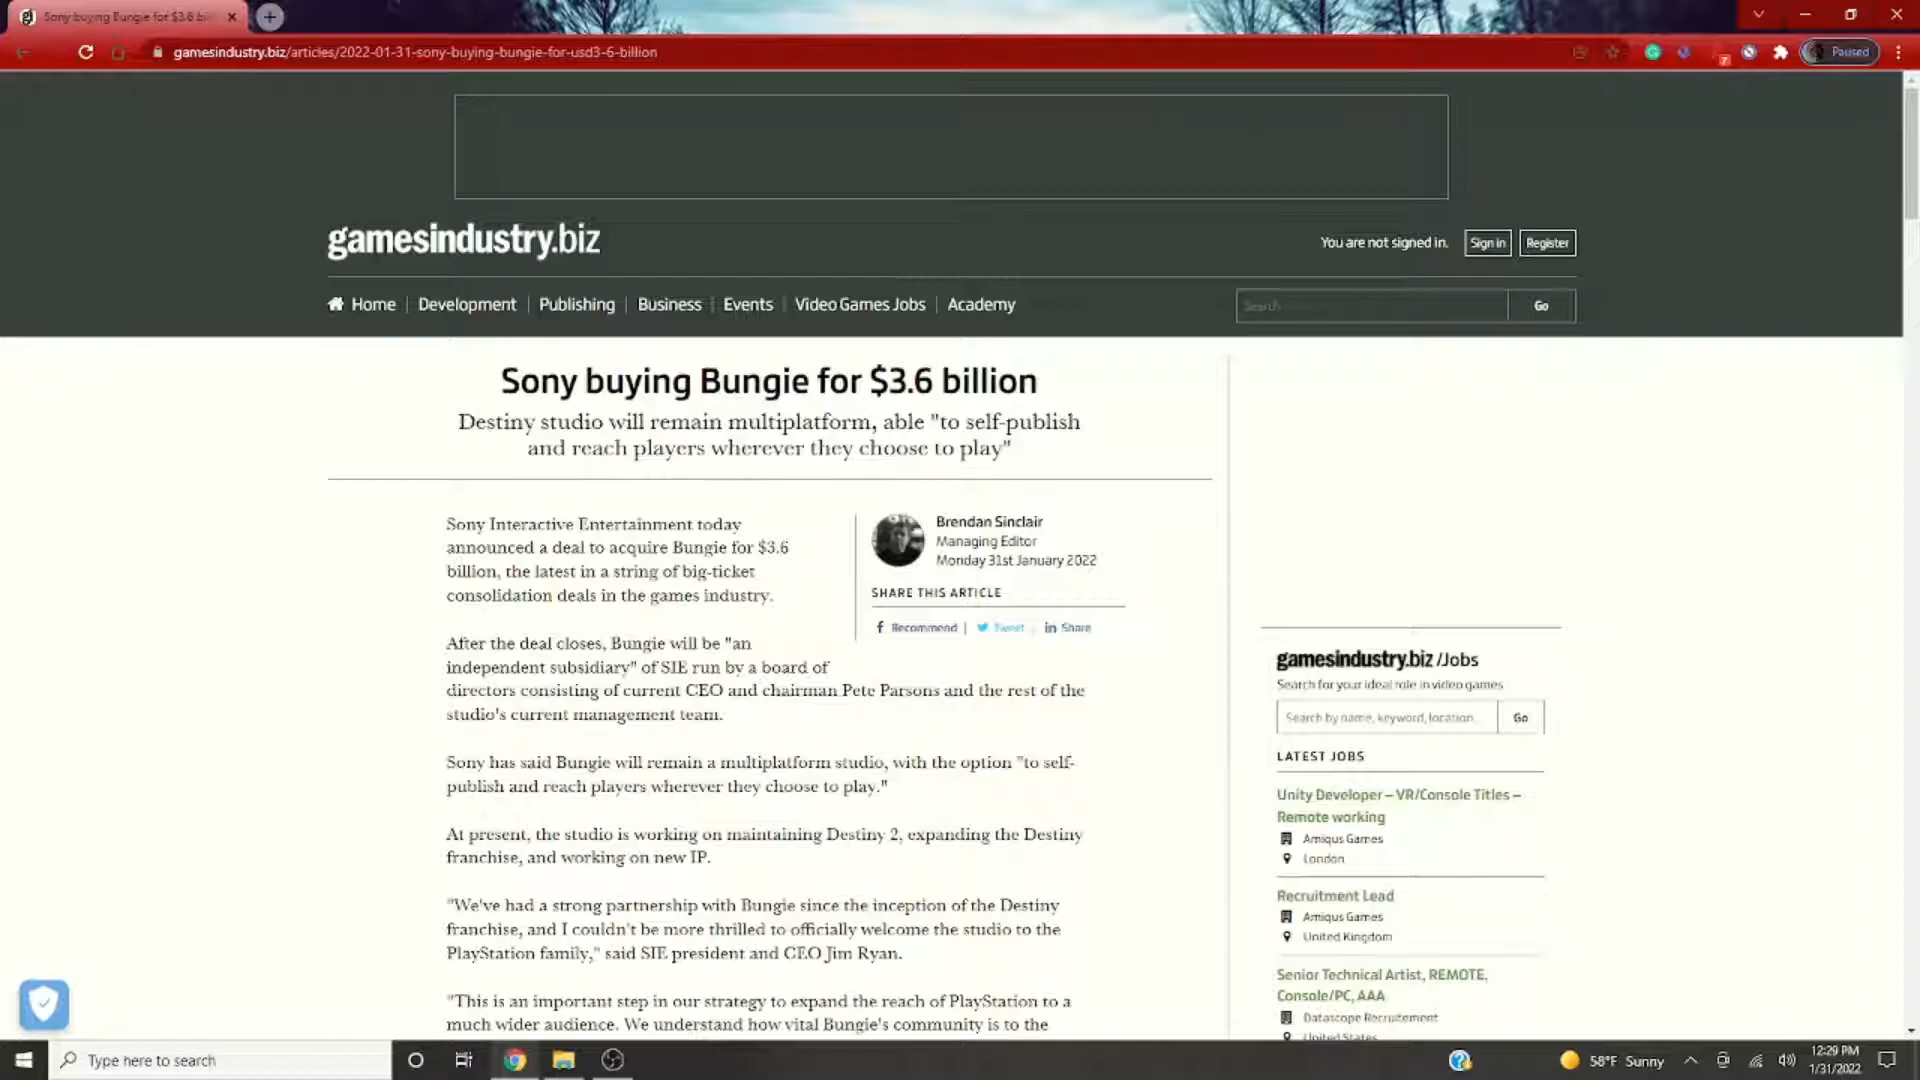 Sony buying Bungie for $3.6 bil
gamesindustry.biz/articles/2022-01-31-sony-buying-bungie-for-usd3-6-billion
7
Paused
gamesindustry.biz
You are not signed in.
Sign in
Register
Home
Development
Publishing
Business
Events
Video Games Jobs
Academy
Search
Go
Sony buying Bungie for $3.6 billion
Destiny studio will remain multiplatform, able "to self-publish
and reach players wherever they choose to play"
Sony Interactive Entertainment today
announced a deal to acquire Bungie for $3.6
billion, the latest in a string of big-ticket
consolidation deals in the games industry.
Brendan Sinclair
Managing Editor
Monday 31st January 2022
SHARE THIS ARTICLE
Recommend
Tweet
Share
After the deal closes, Bungie will be "an
independent subsidiary" of SIE run by a board of
directors consisting of current CEO and chairman Pete Parsons and the rest of the
studio's current management team.
Sony has said Bungie will remain a multiplatform studio, with the option "to self-
publish and reach players wherever they choose to play."
At present, the studio is working on maintaining Destiny 2, expanding the Destiny
franchise, and working on new IP.
"We've had a strong partnership with Bungie since the inception of the Destiny
franchise, and I couldn't be more thrilled to officially welcome the studio to the
PlayStation family," said SIE president and CEO Jim Ryan.
"This is an important step in our strategy to expand the reach of PlayStation to a
much wider audience. We understand how vital Bungie's community is to the
gamesindustry.biz /Jobs
Search for your ideal role in video games
Search by name, keyword, location...
Go
LATEST JOBS
Unity Developer – VR/Console Titles –
Remote working
Amiqus Games
London
Recruitment Lead
Amiqus Games
United Kingdom
Senior Technical Artist, REMOTE,
Console/PC, AAA
Datascope Recruitement
United States
Type here to search
58°F Sunny
12:29 PM
1/31/2022